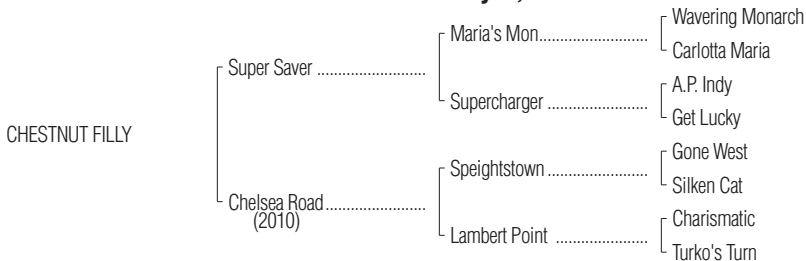 Wavering Monarch
Maria's Mon..........................
Carlotta Maria
Super Saver ..........................
A.P. Indy
Supercharger ........................
Get Lucky
CHESTNUT FILLY
Gone West
Speightstown ........................
Silken Cat
Chelsea Road........................
(2010)
Charismatic
Lambert Point ......................
Turko's Turn